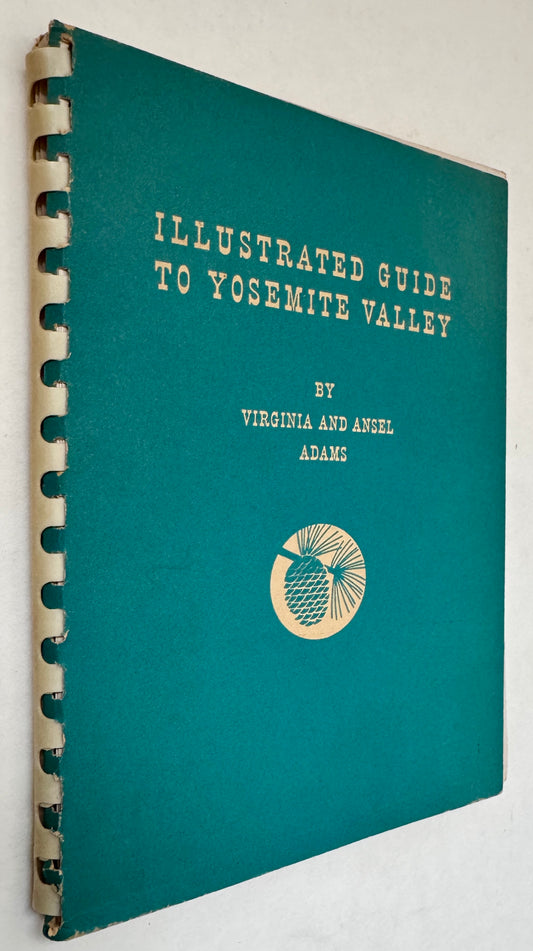 ILLUSTRATED GUIDE
TO YOSEMITE VALLEY
BY
VIRGINIA AND ANSEL
ADAMS